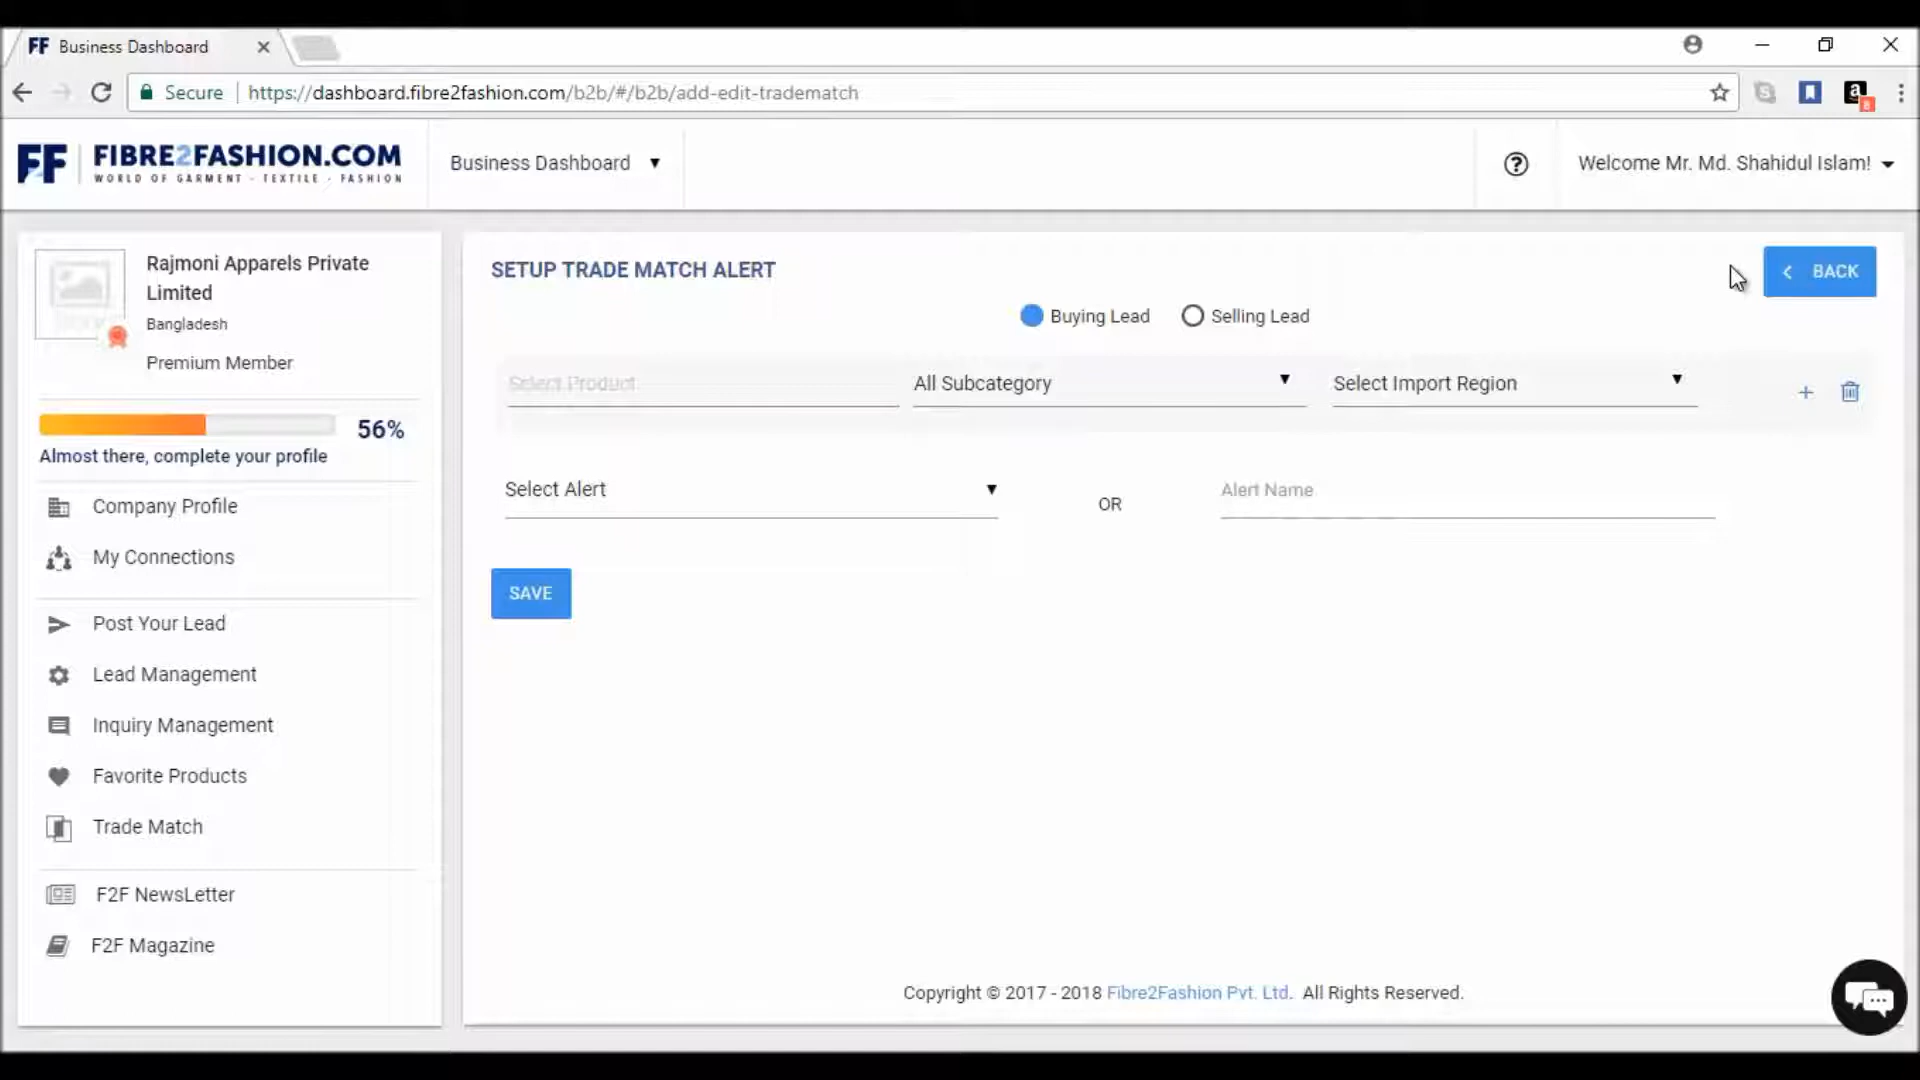 Business Dashboard
Secure
https://dashboard.fibre2fashion.com/b2b/#/b2b/add-edit-tradematch
a
8
FF
FIBRE2FASHION.COM
WORLD OF GARMENT - TEXTILE - FASHION
Business Dashboard
Welcome Mr. Md. Shahidul Islam!
Rajmoni Apparels Private
Limited
Bangladesh
Premium Member
56%
Almost there, complete your profile
Company Profile
My Connections
Post Your Lead
Lead Management
Inquiry Management
Favorite Products
Trade Match
F2F NewsLetter
F2F Magazine
SETUP TRADE MATCH ALERT
BACK
Buying Lead
Selling Lead
Select Product
All Subcategory
Select Import Region
Select Alert
OR
Alert Name
SAVE
Copyright © 2017 - 2018 Fibre2Fashion Pvt. Ltd. All Rights Reserved.